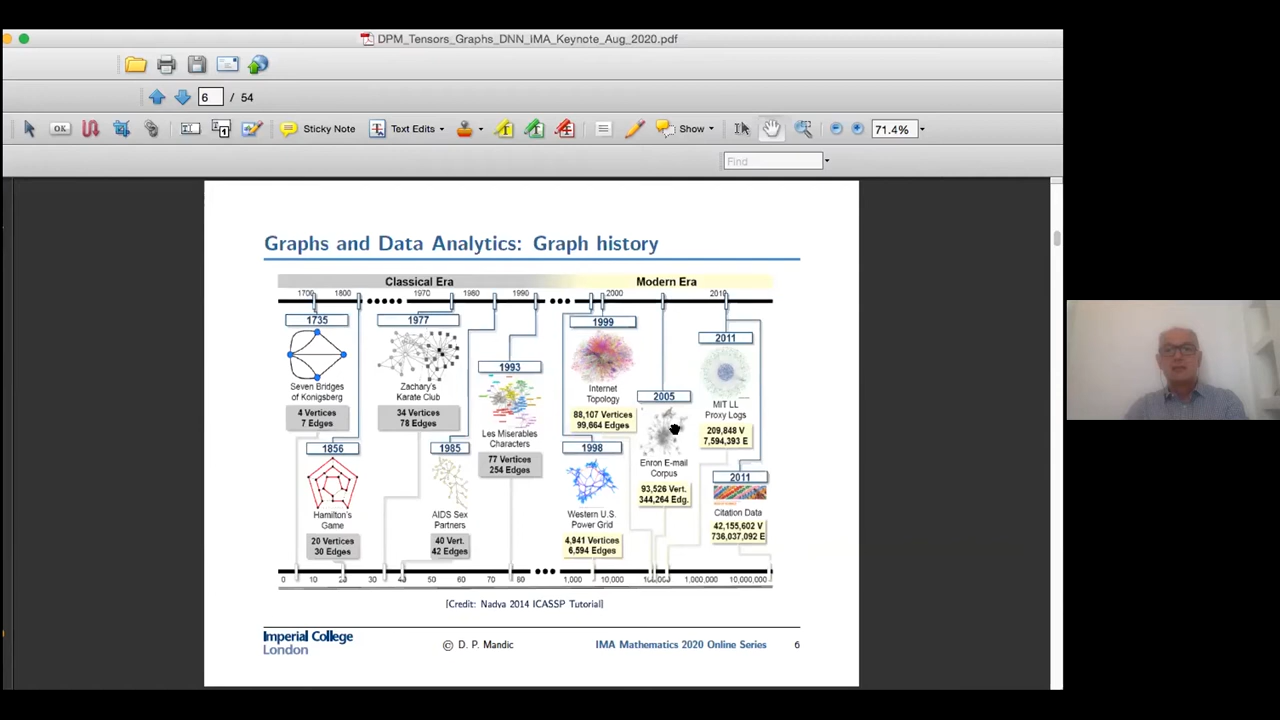 DPM_Tensors_Graphs_DNN_IMA_Keynote_Aug_2020.pdf
6 / 54
OK Sticky Note Text Edits Show 71.4%
Find
Graphs and Data Analytics: Graph history
Classical Era Modern Era
1700 1800 1970 1980 1990 2000 2010
1735
Seven Bridges
of Konigsberg
4 Vertices
7 Edges
1856
Hamilton's
Game
20 Vertices
30 Edges
1977
Zachary's
Karate Club
34 Vertices
78 Edges
1985
AIDS Sex
Partners
40 Vert.
42 Edges
1993
Les Miserables
Characters
77 Vertices
254 Edges
1999
Internet
Topology
88,107 Vertices
99,664 Edges
1998
Western U.S.
Power Grid
4,941 Vertices
6,594 Edges
2005
Enron E-mail
Corpus
93,526 Vert.
344,264 Edg.
2011
MIT LL
Proxy Logs
209,848 V
7,594,393 E
2011
Citation Data
42,155,602 V
736,037,092 E
0 10 20 30 40 50 60 70 80 1,000 10,000 100,000 1,000,000 10,000,000
[Credit: Nadya 2014 ICASSP Tutorial]
Imperial College
London
© D. P. Mandic
IMA Mathematics 2020 Online Series 6